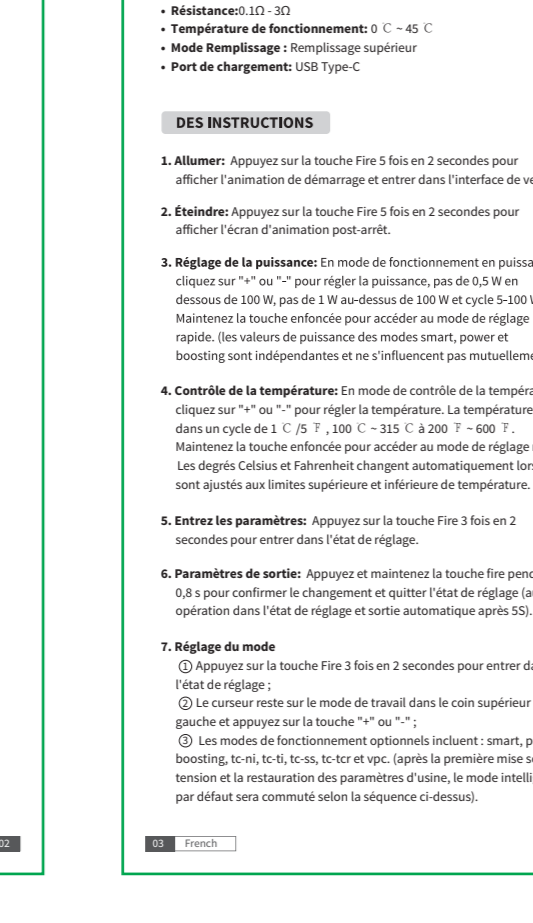 • Résistance:0.1Ω - 3Ω
• Température de fonctionnement: 0 ℃ ~ 45 ℃
• Mode Remplissage : Remplissage supérieur
• Port de chargement: USB Type-C
DES INSTRUCTIONS
1. Allumer: Appuyez sur la touche Fire 5 fois en 2 secondes pour
afficher l'animation de démarrage et entrer dans l'interface de
2. Éteindre: Appuyez sur la touche Fire 5 fois en 2 secondes pour
afficher l'écran d'animation post-arrêt.
3. Réglage de la puissance: En mode de fonctionnement en
cliquez sur "+" ou "-" pour régler la puissance, pas de 0,5 W en
dessous de 100 W, pas de 1 W au-dessus de 100 W et cycle 5-100
Maintenez la touche enfoncée pour accéder au mode de réglage
rapide. (les valeurs de puissance des modes smart, power et
boosting sont indépendantes et ne s'influencent pas
4. Contrôle de la température: En mode de contrôle de la
cliquez sur "+" ou "-" pour régler la température. La température
dans un cycle de 1 ℃ /5 ℉ , 100 ℃ ~ 315 ℃ à 200 ℉ ~ 600 ℉ .
Maintenez la touche enfoncée pour accéder au mode de réglage
Les degrés Celsius et Fahrenheit changent automatiquement
sont ajustés aux limites supérieure et inférieure de température.
5. Entrez les paramètres: Appuyez sur la touche Fire 3 fois en 2
secondes pour entrer dans l'état de réglage.
6. Paramètres de sortie: Appuyez et maintenez la touche fire
0,8 s pour confirmer le changement et quitter l'état de réglage
opération dans l'état de réglage et sortie automatique après 5S).
7. Réglage du mode
① Appuyez sur la touche Fire 3 fois en 2 secondes pour entrer
l'état de réglage ;
② Le curseur reste sur le mode de travail dans le coin supérieur
gauche et appuyez sur la touche "+" ou "-" ;
③ Les modes de fonctionnement optionnels incluent : smart,
boosting, tc-ni, tc-ti, tc-ss, tc-tcr et vpc. (après la première mise
tension et la restauration des paramètres d'usine, le mode
par défaut sera commuté selon la séquence ci-dessus).
02
03 French